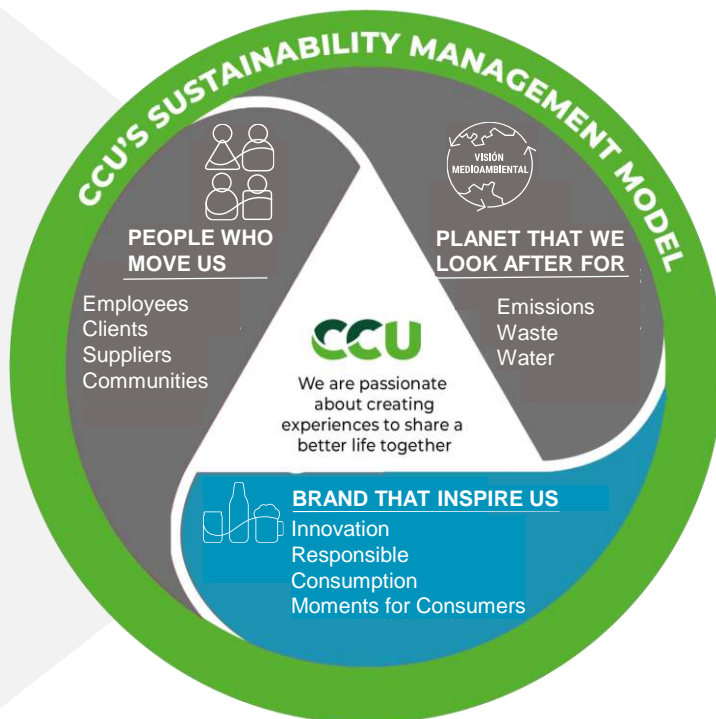 CCU'S SUSTAINABILITY MANAGEMENT MODEL
PEOPLE WHO
MOVE US
Employees
Clients
Suppliers
Communities
VISIÓN
MEDIOAMBIENTAL
PLANET THAT WE
LOOK AFTER FOR
Emissions
Waste
Water
CCU
We are passionate
about creating
experiences to share a
better life together
BRAND THAT INSPIRE US
Innovation
Responsible
Consumption
Moments for Consumers